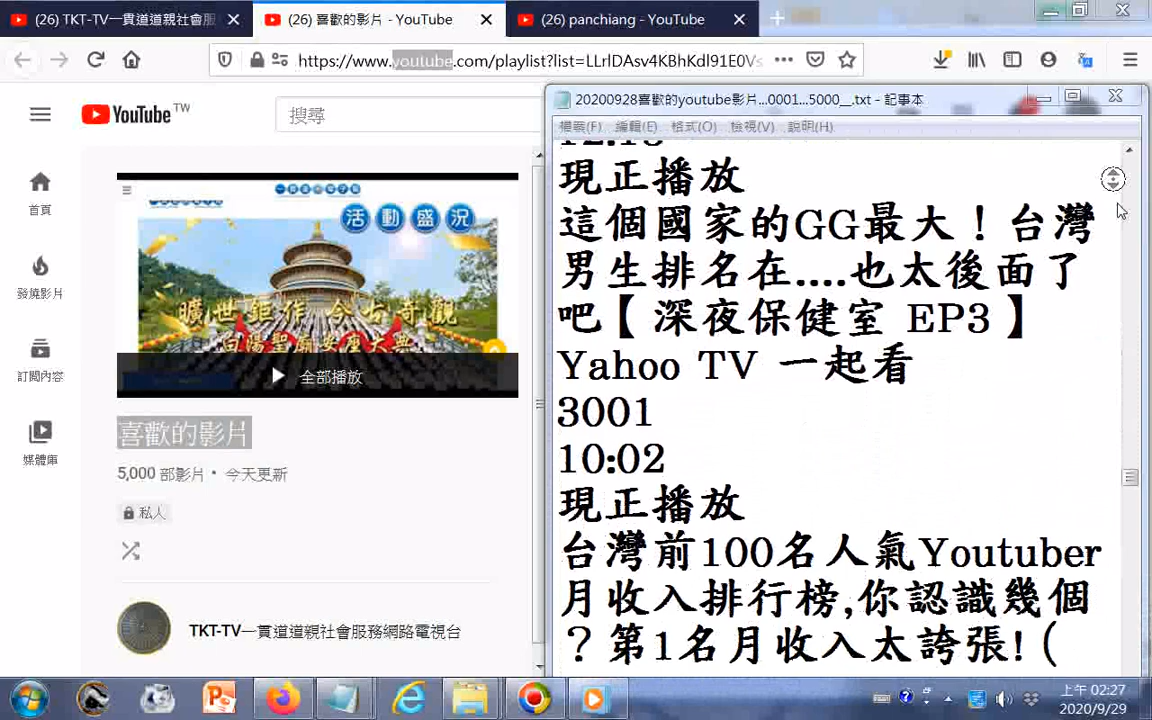 (26) TKT-TV一貫道道親社會服
(26) 喜歡的影片 - YouTube
(26) panchiang - YouTube
https://www.youtube.com/playlist?list=LLrlDAsv4KBhKdl91E0Vs
YouTube TW
搜尋
首頁
發燒影片
訂閱內容
媒體庫
活動盛況
曠世鉅作 今古奇觀
白陽聖廟安座大典
全部播放
喜歡的影片
5,000 部影片 • 今天更新
私人
TKT-TV一貫道道親社會服務網路電視台
20200928喜歡的youtube影片...0001...5000__.txt - 記事本
檔案(F) 編輯(E) 格式(O) 檢視(V) 說明(H)
現正播放
這個國家的GG最大！台灣
男生排名在....也太後面了
吧【深夜保健室 EP3】
Yahoo TV 一起看
3001
10:02
現正播放
台灣前100名人氣Youtuber
月收入排行榜,你認識幾個
？第1名月收入太誇張!（
上午 02:27
2020/9/29